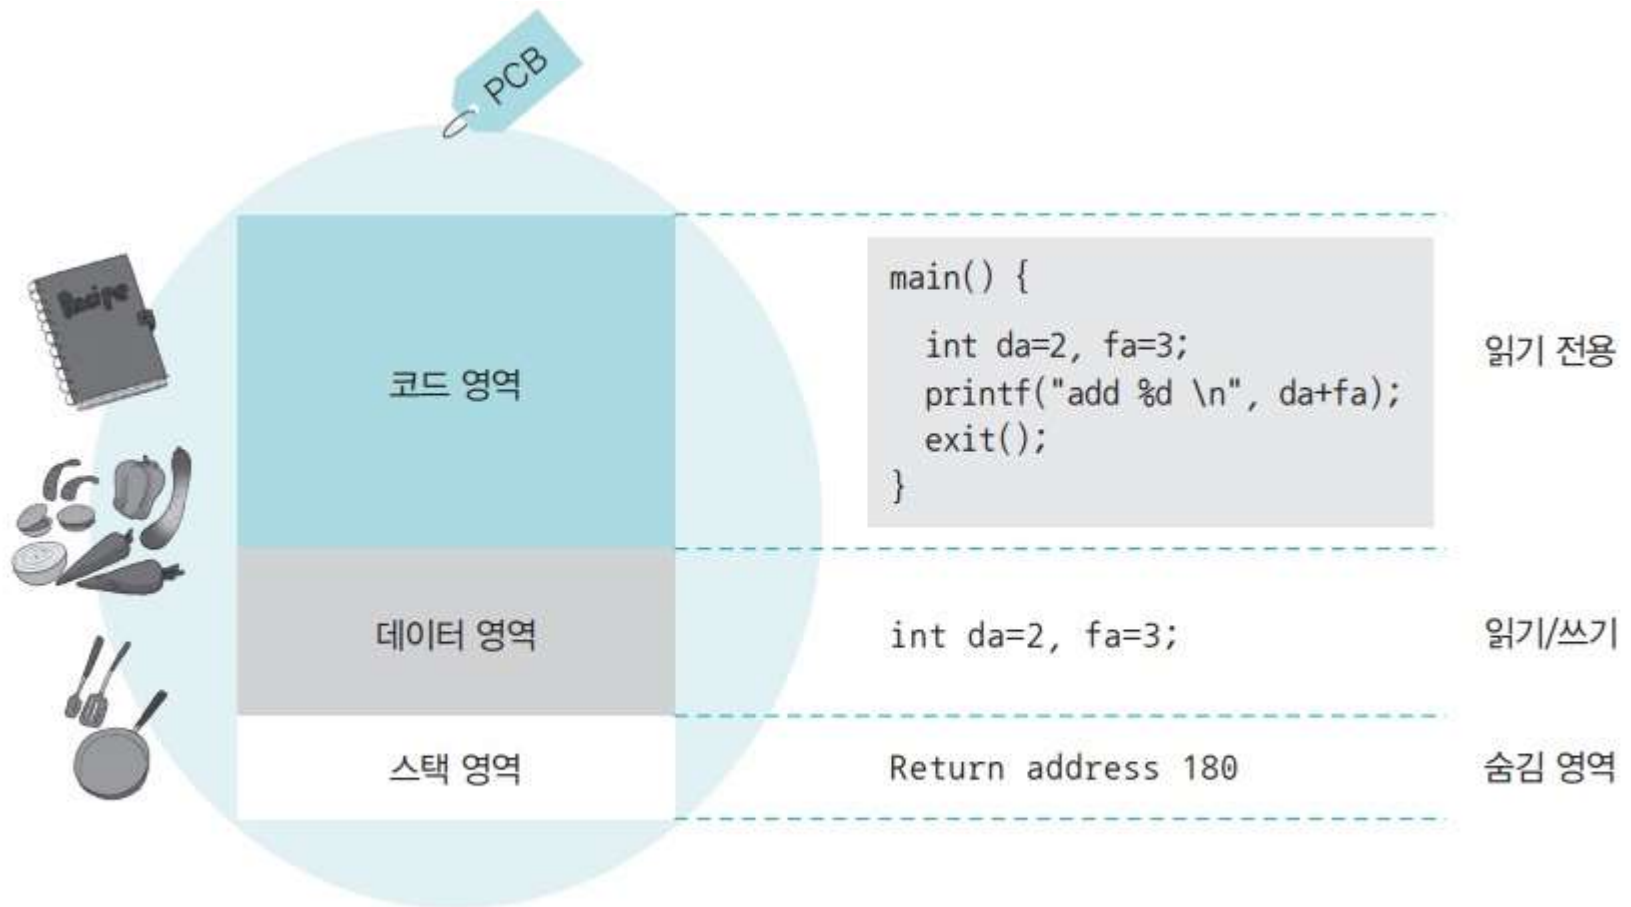 PCB
Recipe
코드 영역
main() {
int da=2, fa=3;
printf("add %d \n", da+fa);
exit();
}
읽기 전용
데이터 영역
int da=2, fa=3;
읽기/쓰기
스택 영역
Return address 180
숨김 영역